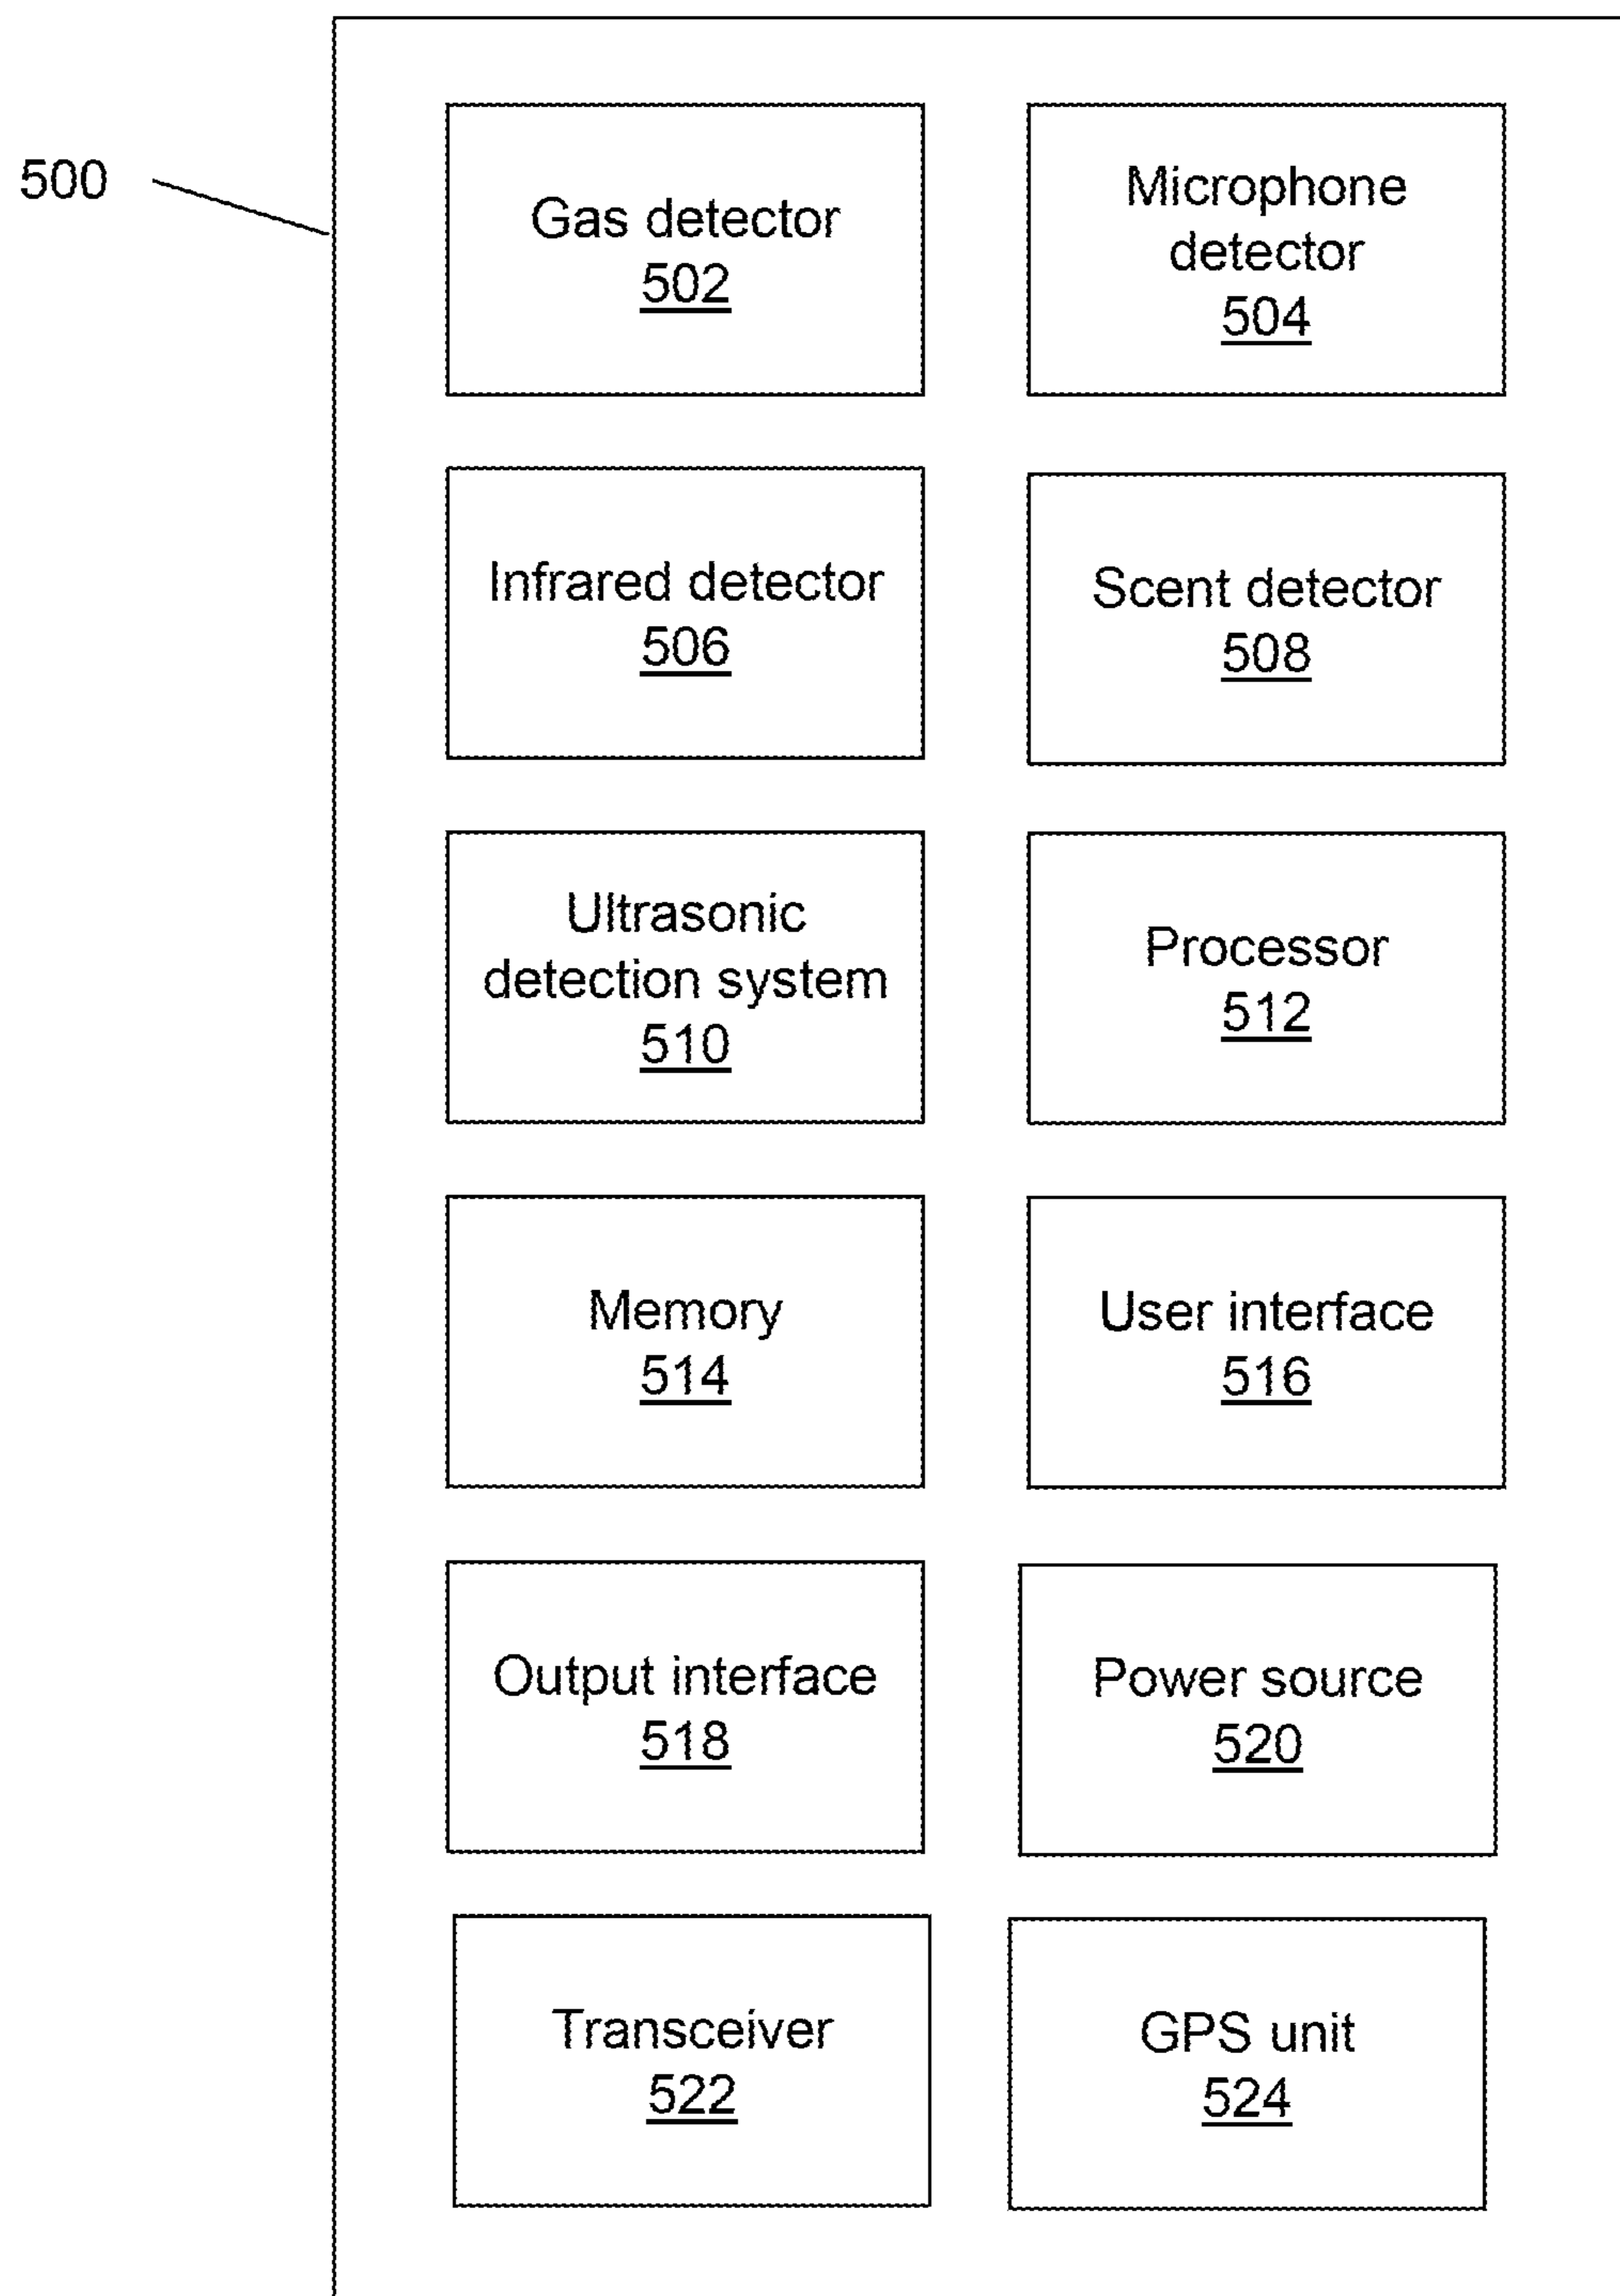 500
Gas detector
502
Microphone
detector
504
Infrared detector
506
Scent detector
508
Ultrasonic
detection system
510
Processor
512
Memory
514
User interface
516
Output interface
518
Power source
520
Transceiver
522
GPS unit
524